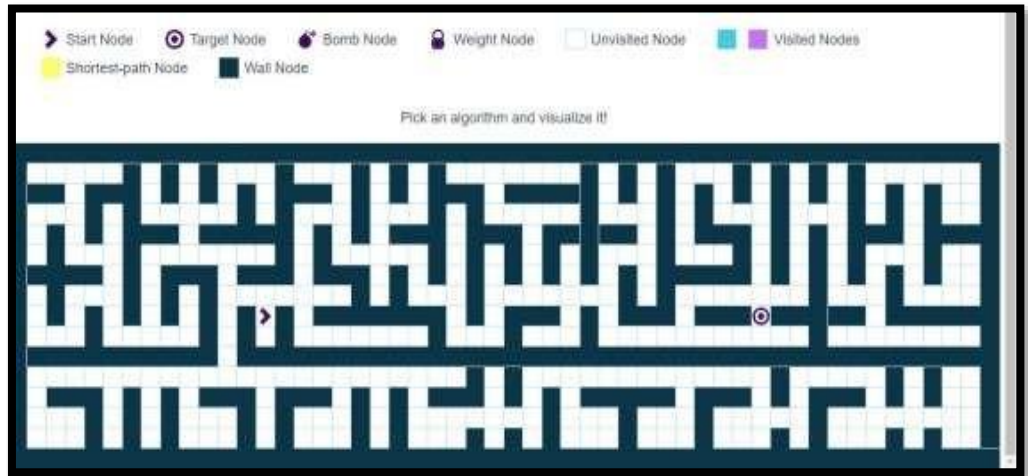 Start Node Target Node Bomb Node Weight Node Unvisited Node Visited Nodes
Shortest-path Node Wall Node
Pick an algorithm and visualize it!